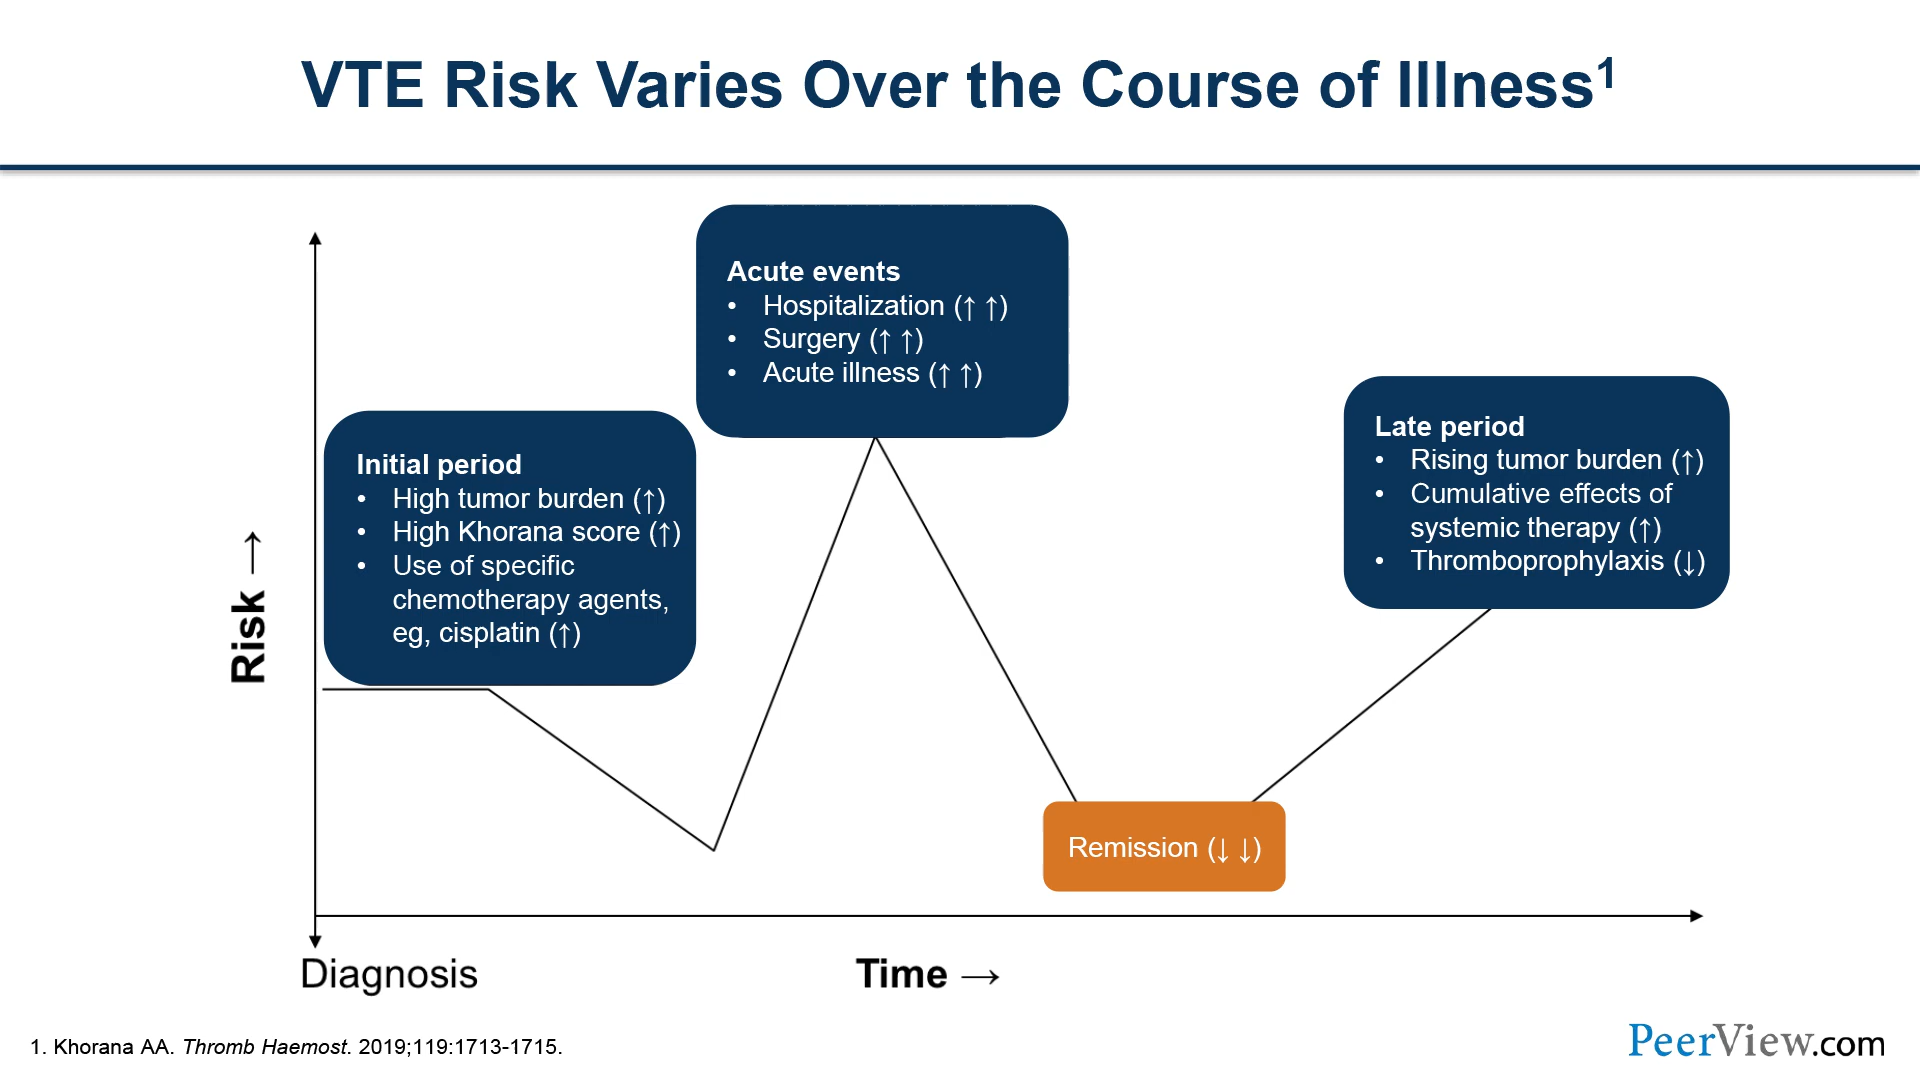 VTE Risk Varies Over the Course of Illness1
Acute events
• Hospitalization (↑ ↑)
• Surgery (↑ ↑)
• Acute illness (↑ ↑)
Initial period
• High tumor burden (↑)
• High Khorana score (↑)
• Use of specific
chemotherapy agents,
eg, cisplatin (↑)
Late period
• Rising tumor burden (↑)
• Cumulative effects of
systemic therapy (↑)
• Thromboprophylaxis (↓)
Risk →
Remission (↓ ↓)
Diagnosis
Time →
1. Khorana AA. Thromb Haemost. 2019;119:1713-1715.
PeerView.com